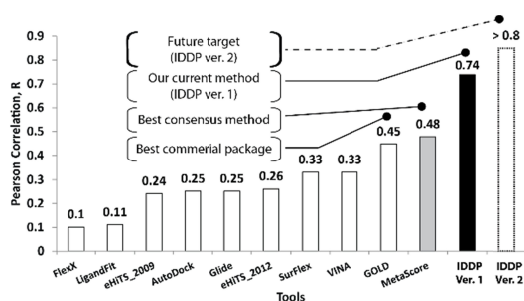 Pearson Correlation, R
0.9
0.8
0.7
0.6
0.5
0.4
0.3
0.2
0.1
0
Future target
(IDDP ver. 2)
Our current method
(IDDP ver. 1)
Best consensus method
Best commerial package
0.1
0.11
0.24
0.25
0.25
0.26
0.33
0.33
0.45
0.48
0.74
> 0.8
FlexX
LigandFit
eHiTS_2009
AutoDock
Glide
eHiTS_2012
SurFlex
VINA
GOLD
MetaScore
IDDP
Ver. 1
IDDP
Ver. 2
Tools